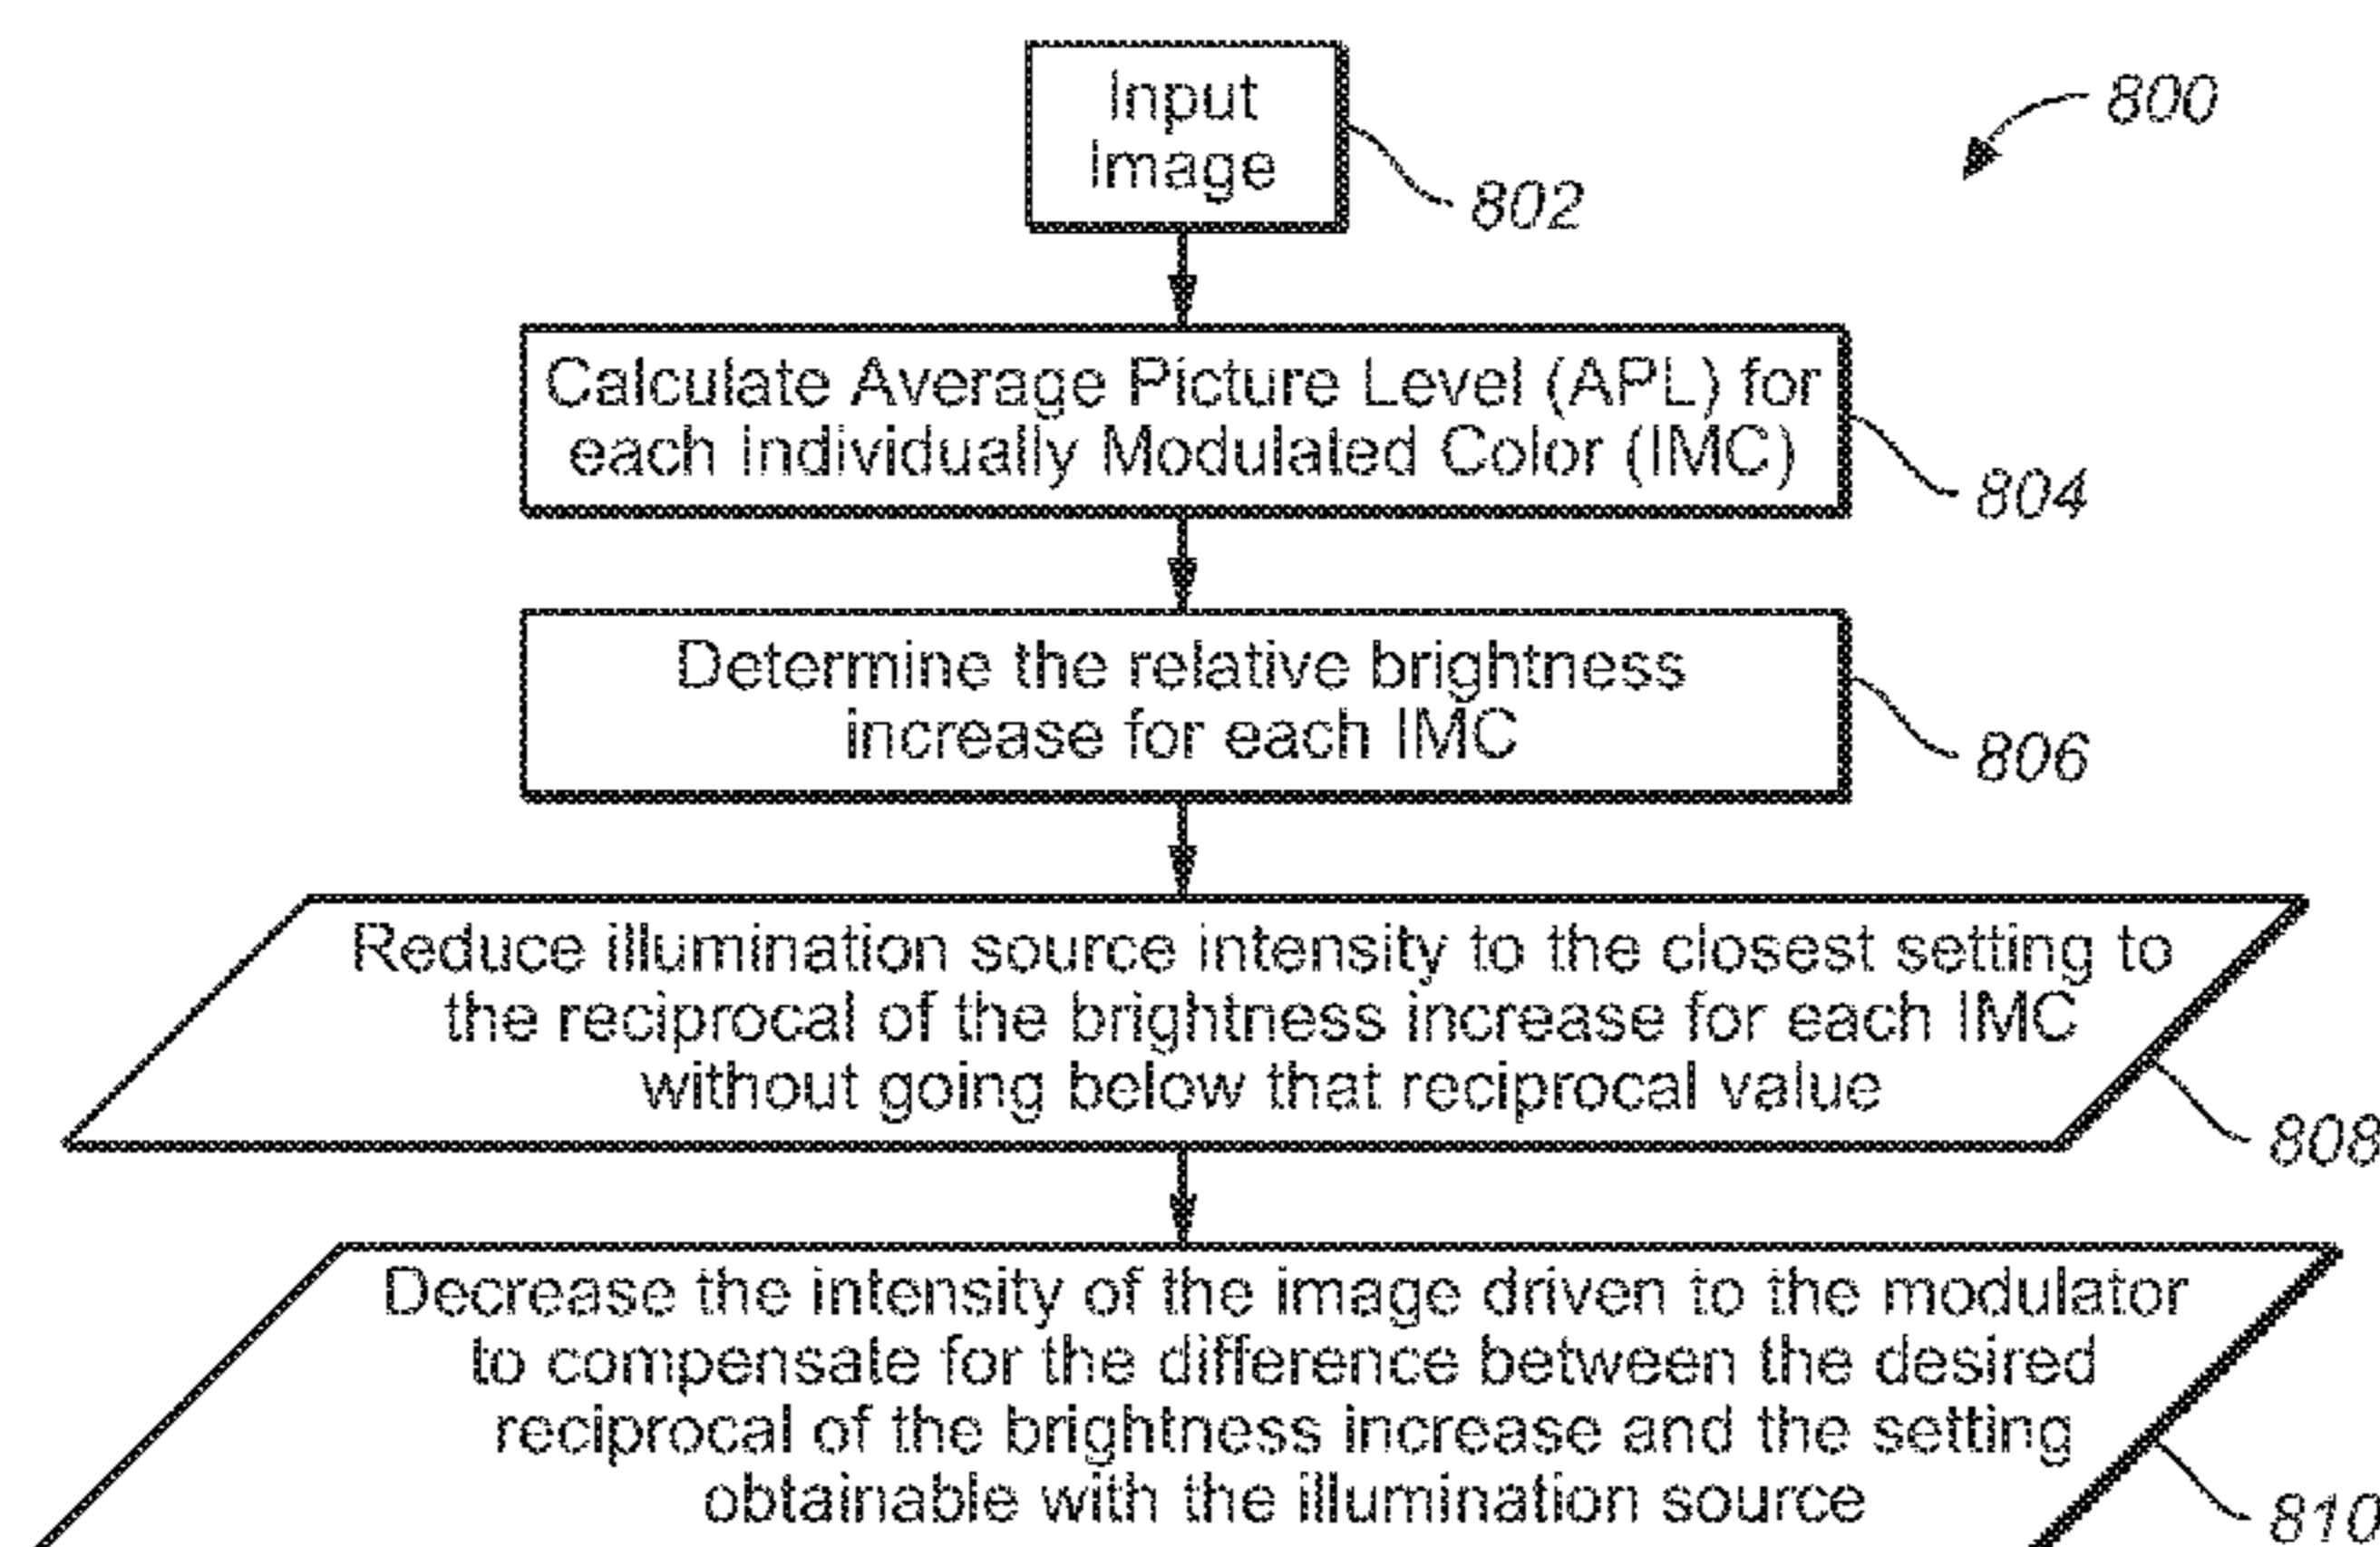 Input
Image
800
802
Calculate Average Picture Level (APL) for
each Individually Modulated Color (IMC)
804
Determine the relative brightness
increase for each IMC
806
Reduce illumination source intensity to the closest setting to
the reciprocal of the brightness increase for each IMC
without going below that reciprocal value
808
Decrease the intensity of the image driven to the modulator
to compensate for the difference between the desired
reciprocal of the brightness increase and the setting
obtainable with the illumination source
810